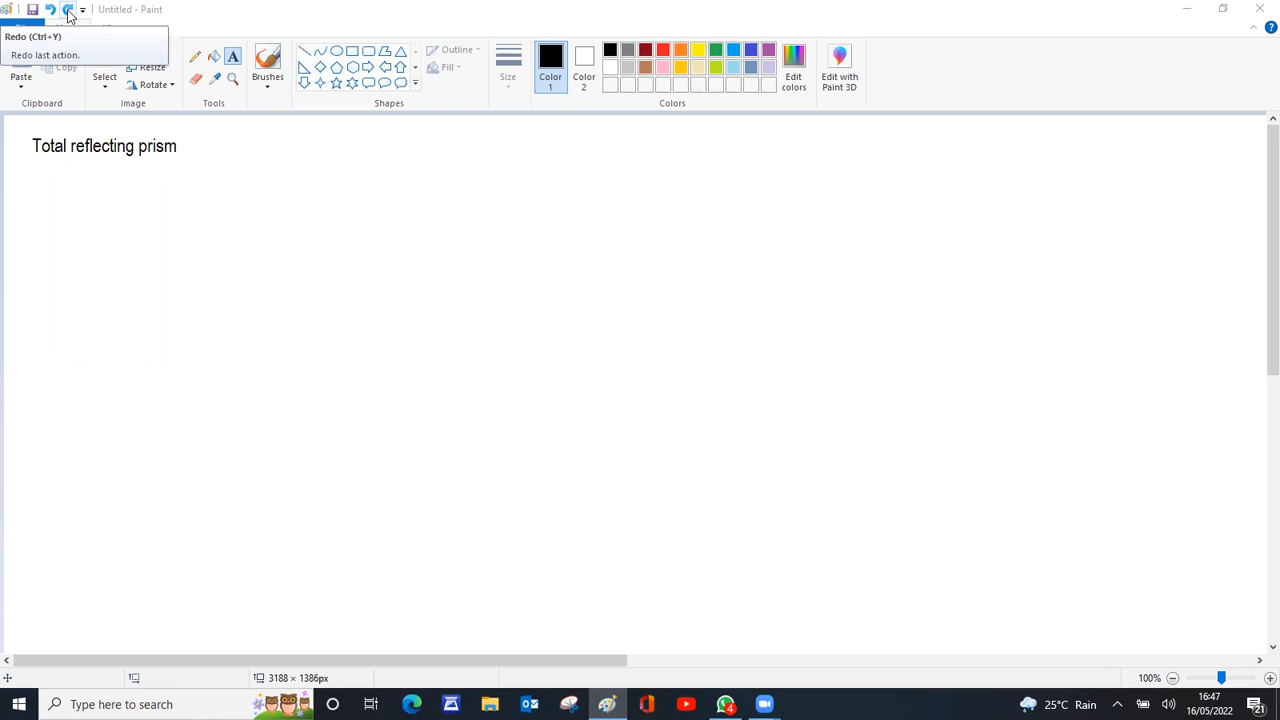 Untitled - Paint
Redo (Ctrl+Y)
Redo last action.
Paste
Copy
Clipboard
Select
Resize
Rotate
Image
Tools
Brushes
Shapes
Outline
Fill
Size
Color
1
Color
2
Colors
Edit
colors
Edit with
Paint 3D
Total reflecting prism
3188 × 1386px
100%
Type here to search
4
25°C Rain
16:47
16/05/2022
21